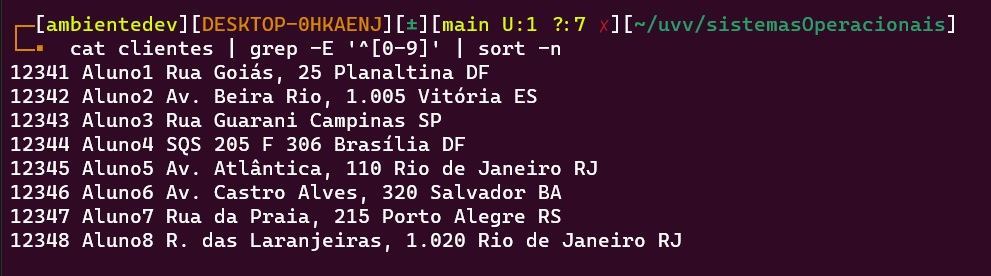 [ambientedev][DESKTOP-0HKAENJ][±][main U:1 ?:7 ✗][~/uvv/sistemasOperacionais]
cat clientes | grep -E '^[0-9]' | sort -n
12341 Aluno1 Rua Goiás, 25 Planaltina DF
12342 Aluno2 Av. Beira Rio, 1.005 Vitória ES
12343 Aluno3 Rua Guarani Campinas SP
12344 Aluno4 SQS 205 F 306 Brasília DF
12345 Aluno5 Av. Atlântica, 110 Rio de Janeiro RJ
12346 Aluno6 Av. Castro Alves, 320 Salvador BA
12347 Aluno7 Rua da Praia, 215 Porto Alegre RS
12348 Aluno8 R. das Laranjeiras, 1.020 Rio de Janeiro RJ